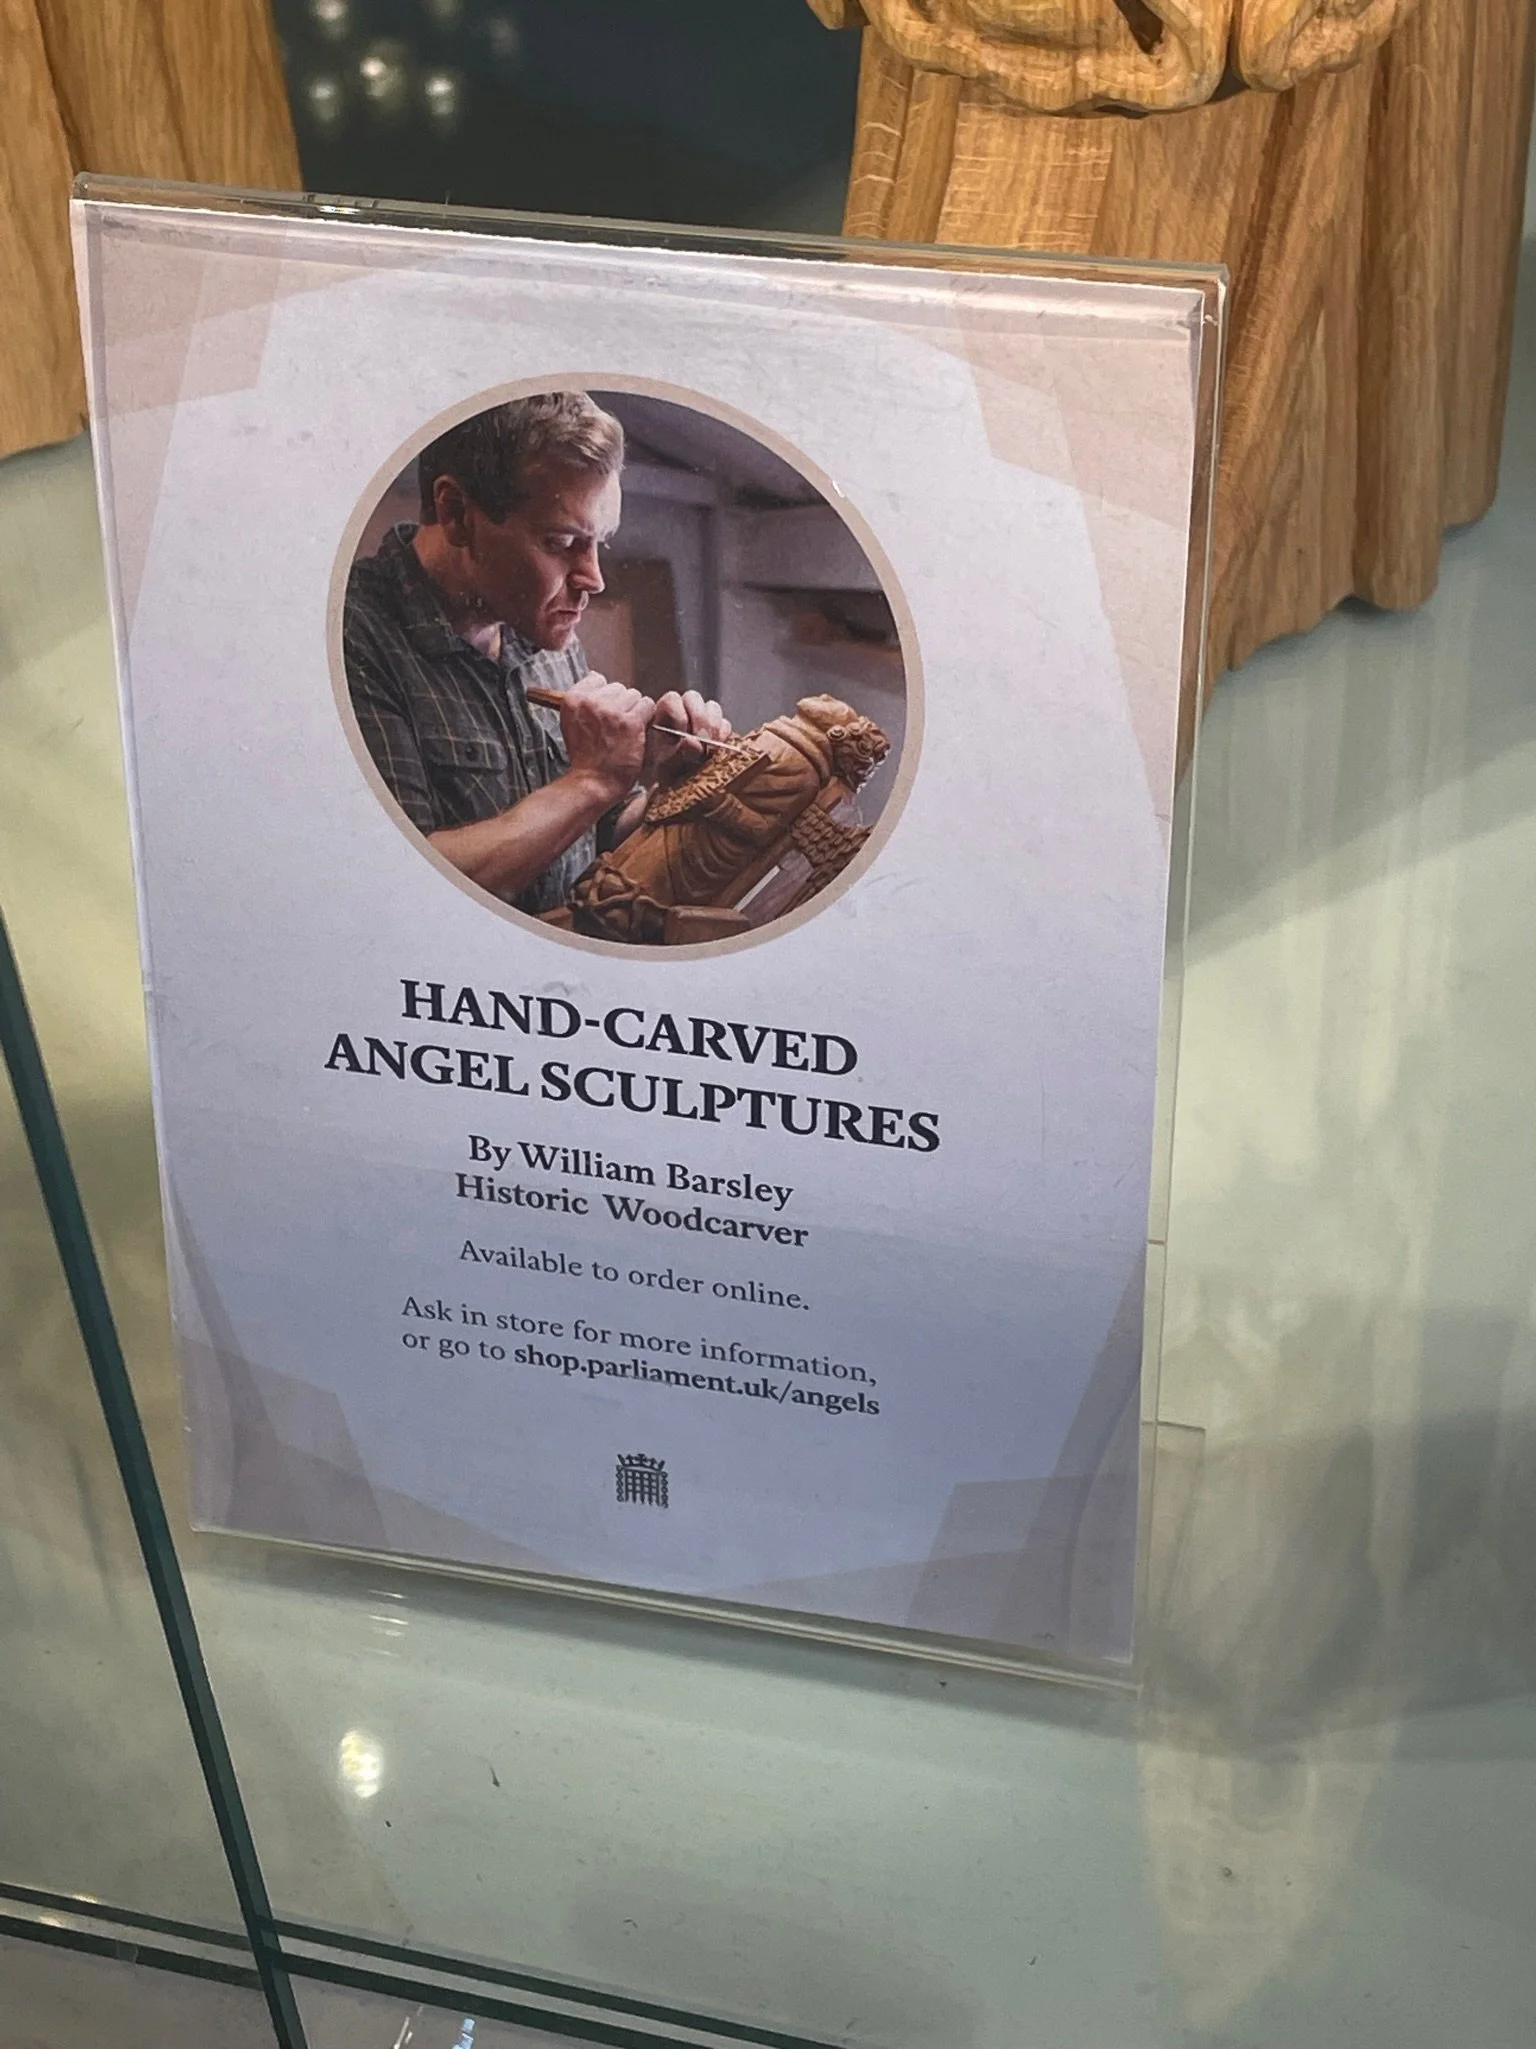 HAND-CARVED
ANGEL SCULPTURES
By William Barsley
Historic Woodcarver
Available to order online.
Ask in store for more information,
or go to shop.parliament.uk/angels